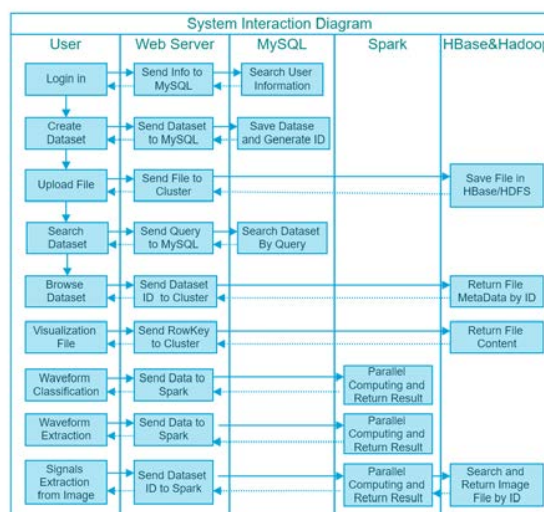 System Interaction Diagram
User
Web Server
MySQL
Spark
HBase&Hadoop
Login in
Send Info to
MySQL
Search User
Information
Create
Dataset
Send Dataset
to MySQL
Save Datase
and Generate ID
Upload File
Send File to
Cluster
Save File in
HBase/HDFS
Search
Dataset
Send Query
to MySQL
Search Dataset
By Query
Browse
Dataset
Send Dataset
ID to Cluster
Return File
MetaData by ID
Visualization
File
Send RowKey
to Cluster
Return File
Content
Waveform
Classification
Send Data to
Spark
Parallel
Computing and
Return Result
Waveform
Extraction
Send Data to
Spark
Parallel
Computing and
Return Result
Signals
Extraction
from Image
Send Dataset
ID to Spark
Parallel
Computing and
Return Result
Search and
Return Image
File by ID